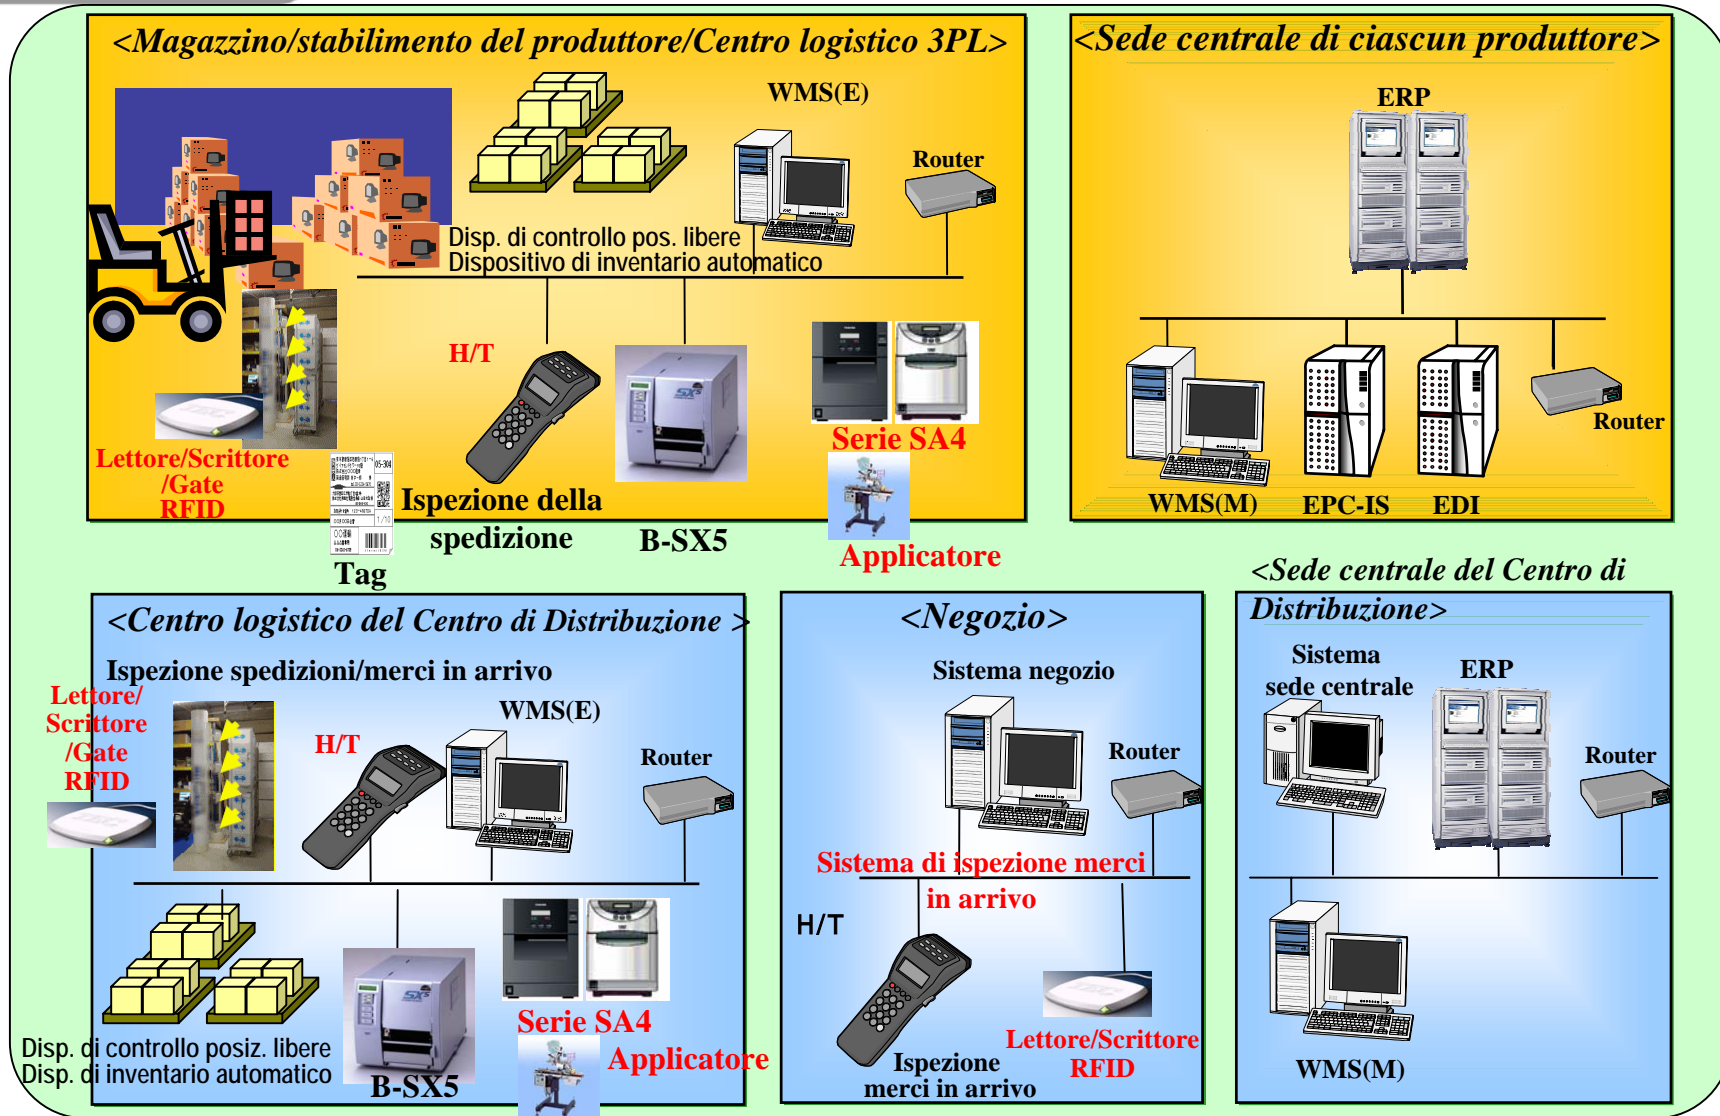 <Magazzino/stabilimento del produttore/Centro logistico 3PL>
WMS(E)
Router
Disp. di controllo pos. libere
Dispositivo di inventario automatico
H/T
Serie SA4
Lettore/Scrittore
/Gate
RFID
05-304
1/10
Tag
Ispezione della
spedizione
B-SX5
Applicatore
<Sede centrale di ciascun produttore>
ERP
Router
WMS(M)
EPC-IS
EDI
<Centro logistico del Centro di Distribuzione >
Ispezione spedizioni/merci in arrivo
Lettore/
Scrittore
/Gate
RFID
H/T
WMS(E)
Router
Disp. di controllo posiz. libere
Disp. di inventario automatico
B-SX5
Serie SA4
Applicatore
<Negozio>
Sistema negozio
Router
Sistema di ispezione merci
in arrivo
H/T
Ispezione
merci in arrivo
Lettore/Scrittore
RFID
<Sede centrale del Centro di
Distribuzione>
Sistema
sede centrale
ERP
Router
WMS(M)